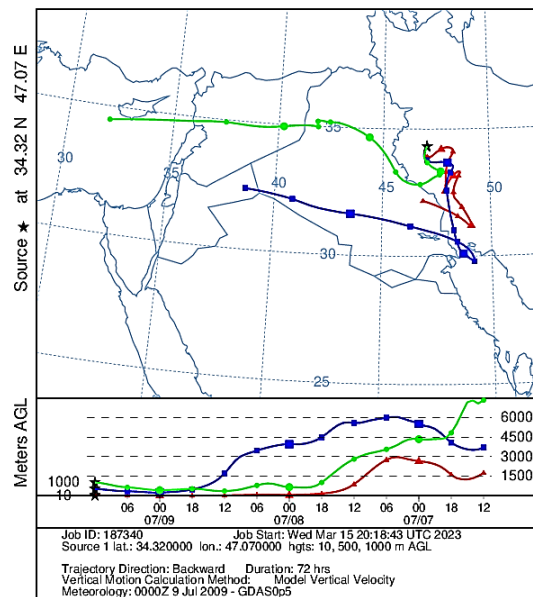 Source ★ at 34.32 N 47.07 E
30
35
40
45
50
35
30
25
Meters AGL
6000
4500
3000
1500
1000
10
06 00 18 12 06 00 18 12 06 00 18 12
07/09 07/08 07/07
Job ID: 187340 Job Start: Wed Mar 15 20:18:43 UTC 2023
Source 1 lat.: 34.320000 lon.: 47.070000 hgts: 10, 500, 1000 m AGL
Trajectory Direction: Backward Duration: 72 hrs
Vertical Motion Calculation Method: Model Vertical Velocity
Meteorology: 0000Z 9 Jul 2009 - GDAS0p5